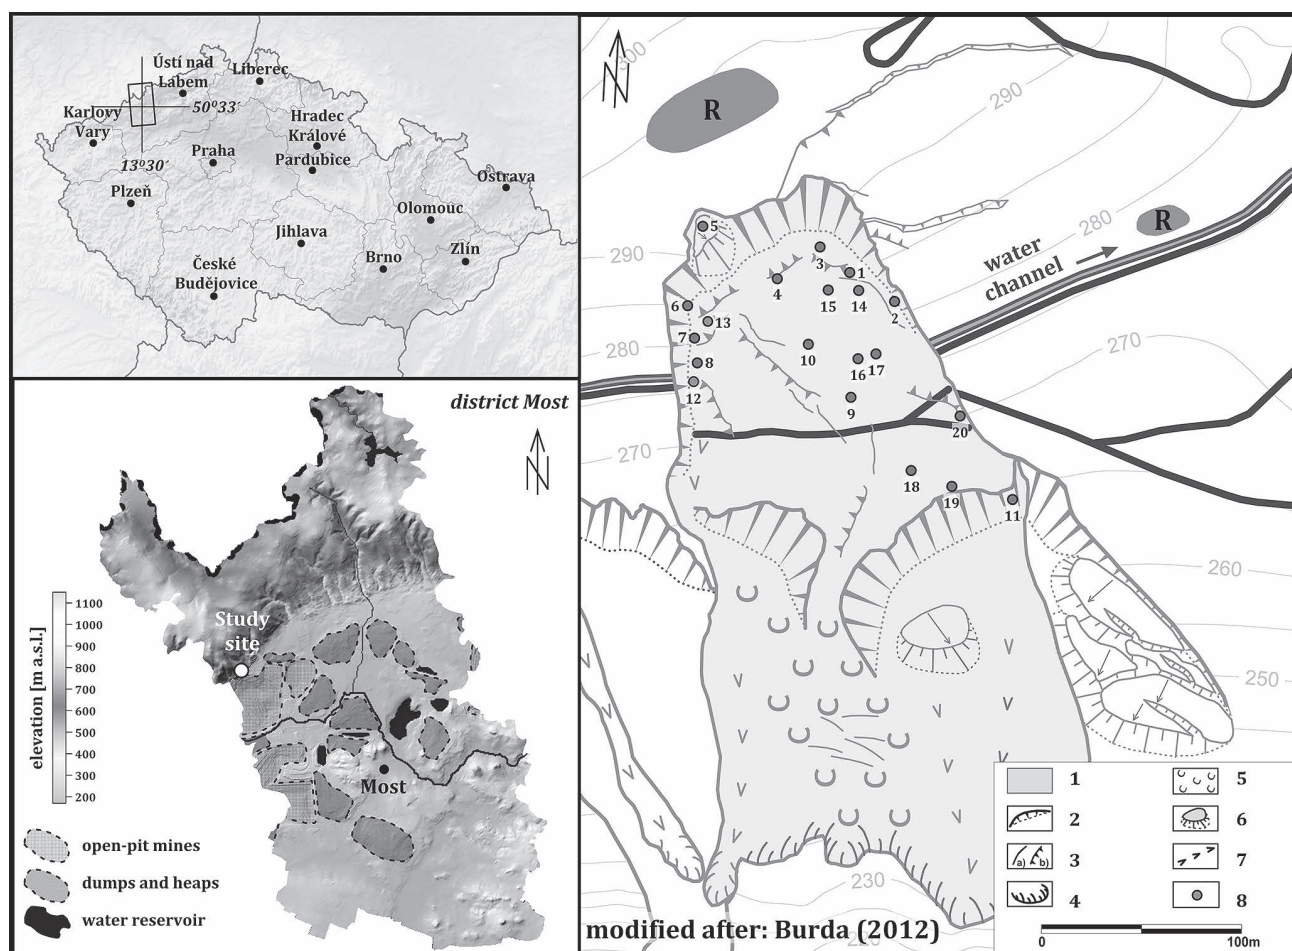 Ústí nad
Labem
Liberec
Karlovy
Vary
50°33´
Hradec
Králové
13°30´
Praha
Pardubice
Ostrava
Plzeň
Olomouc
Jihlava
Zlín
Brno
České
Budějovice
district Most
N
elevation [m a.s.l.]
1100
1000
900
800
700
600
500
400
300
200
Study
site
Most
open-pit mines
dumps and heaps
water reservoir
N
300
R
290
R
280
water
channel
290
5
3
1
4
15
14
2
6
13
7
280
10
8
16
17
270
12
9
20
270
18
19
11
260
250
230
220
1
2
3
a)
b)
4
5
6
7
8
0
100m
modified after: Burda (2012)